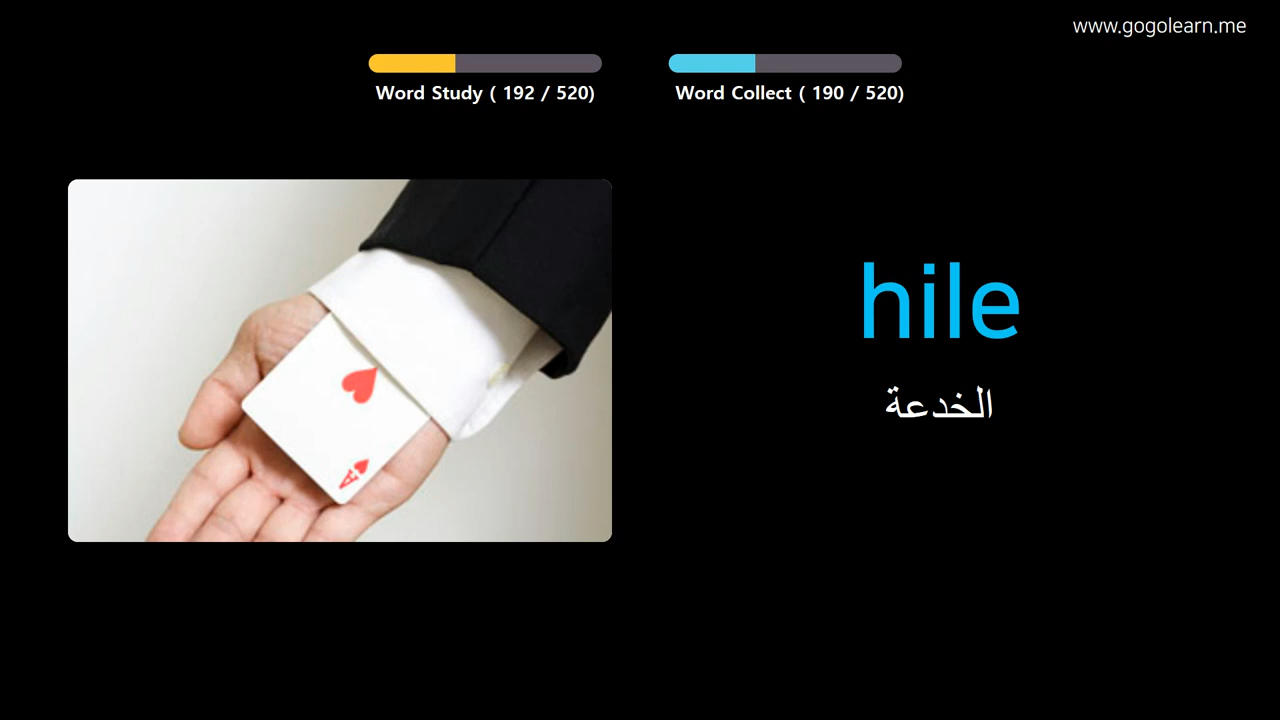 www.gogolearn.me
Word Study ( 192 / 520)
Word Collect ( 190 / 520)
hile
الخدعة
A